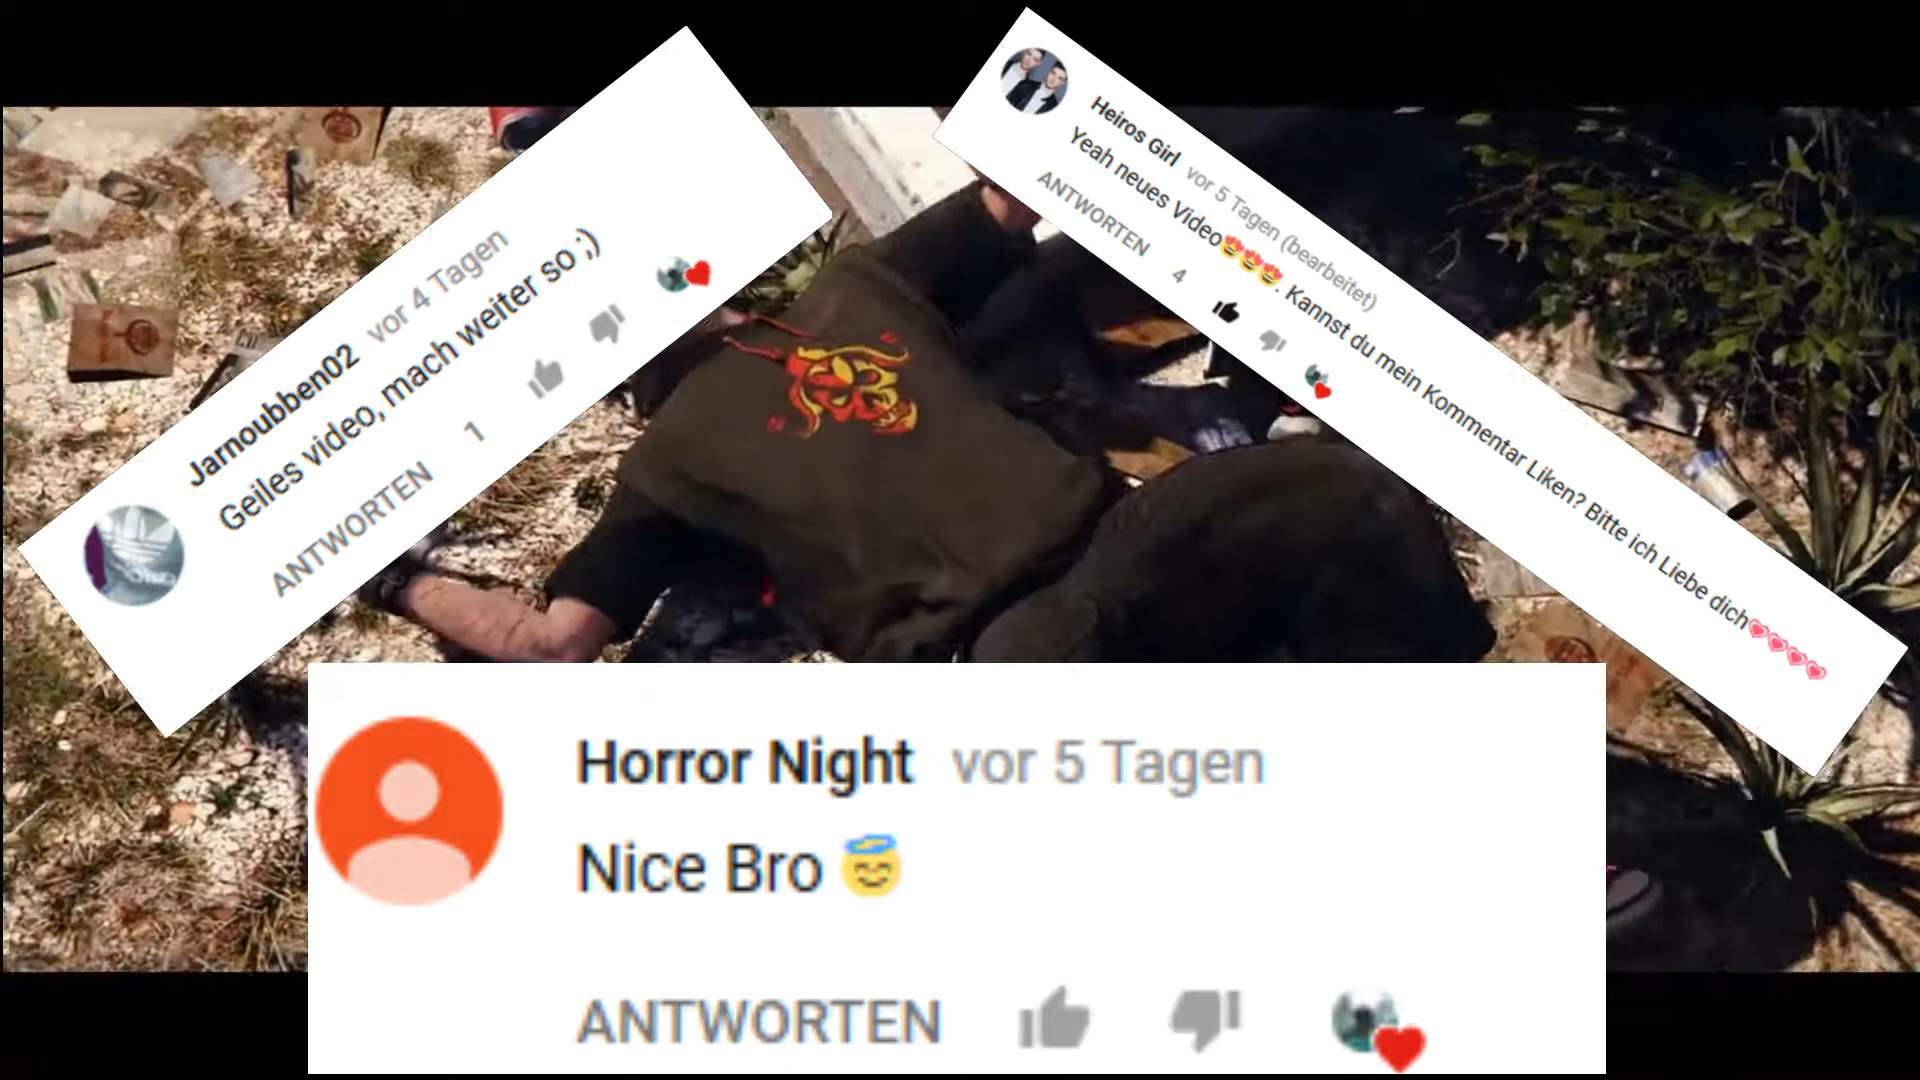 Jarnoubben02 vor 4 Tagen
Geiles video, mach weiter so ;)
ANTWORTEN 1
Heiros Girl vor 5 Tagen (bearbeitet)
Yeah neues Video😍😍😍. Kannst du mein Kommentar Liken? Bitte ich Liebe dich💗💗💗💗
ANTWORTEN 4
Horror Night vor 5 Tagen
Nice Bro 😇
ANTWORTEN